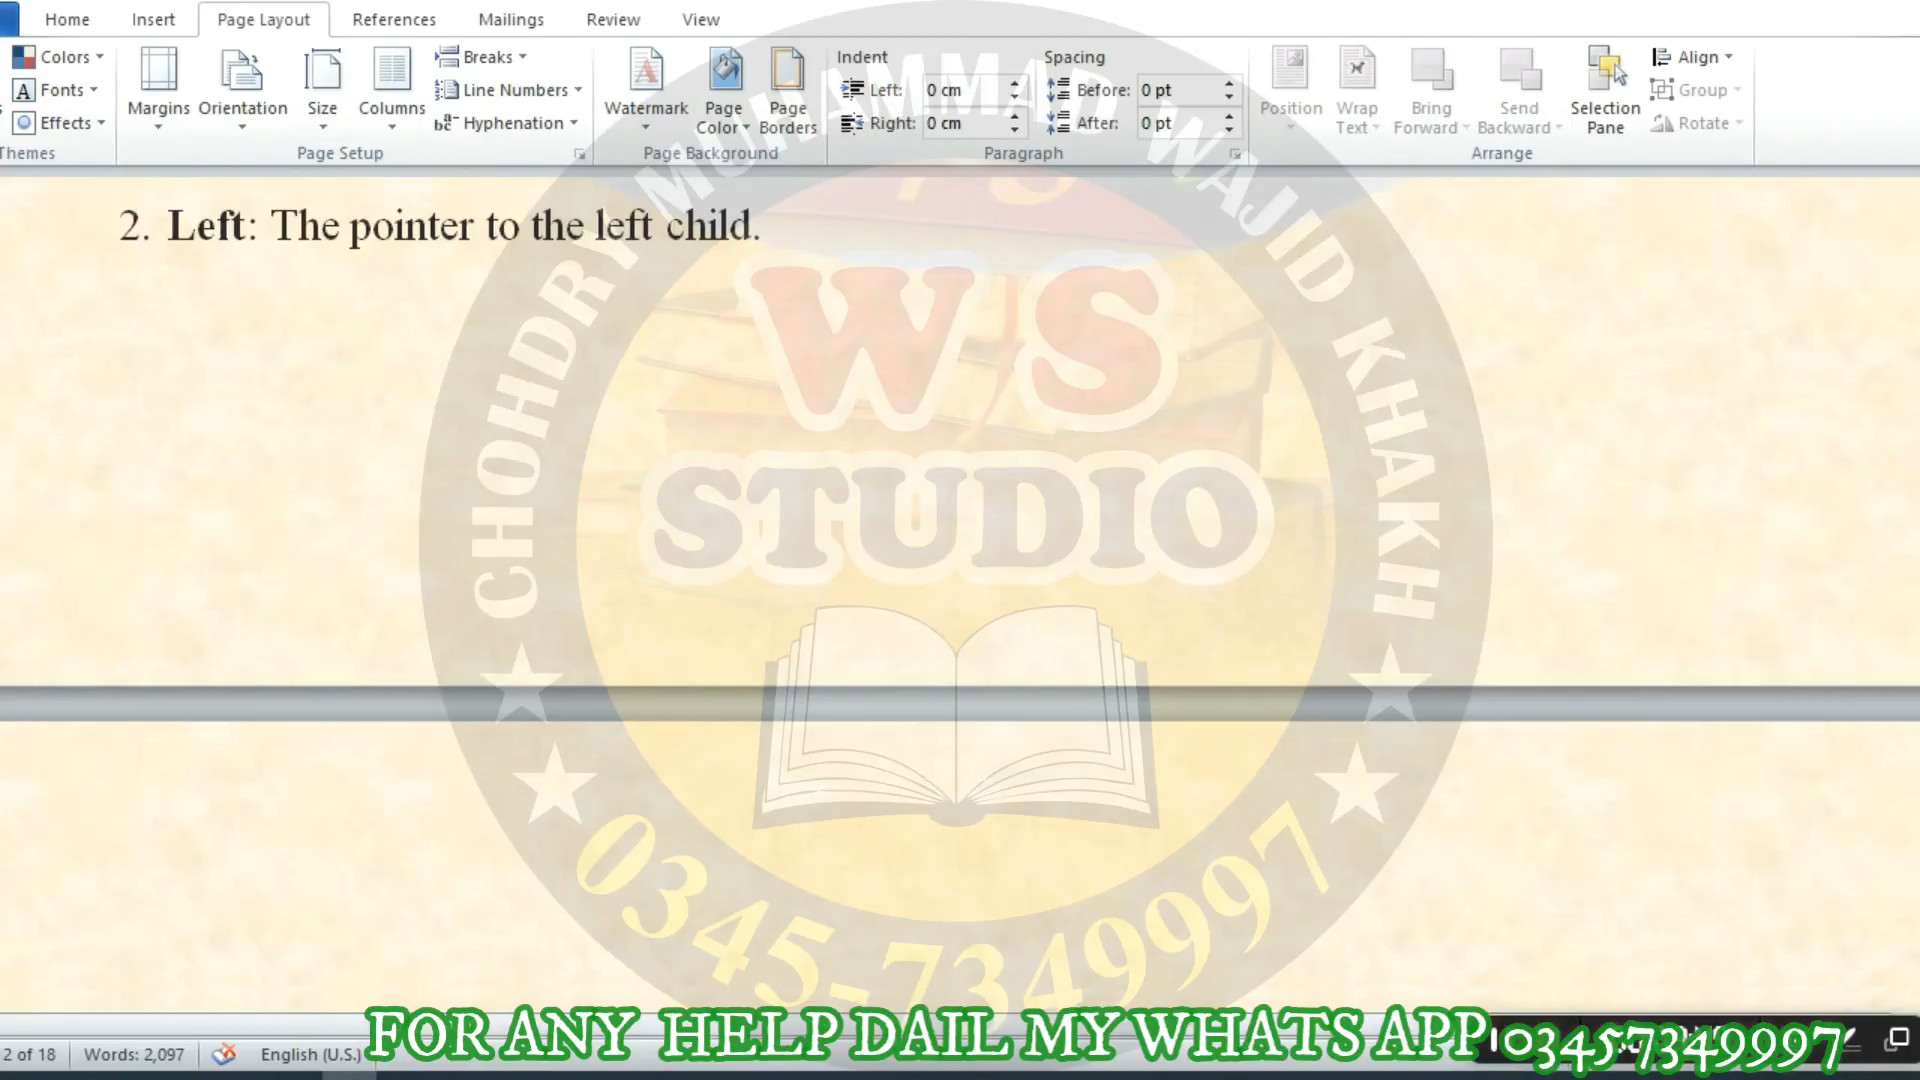 Home Insert Page Layout References Mailings Review View
Colors Breaks Indent Spacing Align
Fonts Line Numbers Left: 0 cm Before: 0 pt Group
Margins Orientation Size Columns Watermark Page Color Page Borders Position Wrap Text Bring Forward Send Backward Selection Pane
Effects Hyphenation Right: 0 cm After: 0 pt Rotate
Themes Page Setup Page Background Paragraph Arrange
2. Left: The pointer to the left child.
CHOHDRY MUHAMMAD WAJID KHAKH
WS
STUDIO
0345-7349997
FOR ANY HELP DAIL MY WHATS APP 03457349997
2 of 18 Words: 2,097 English (U.S.)